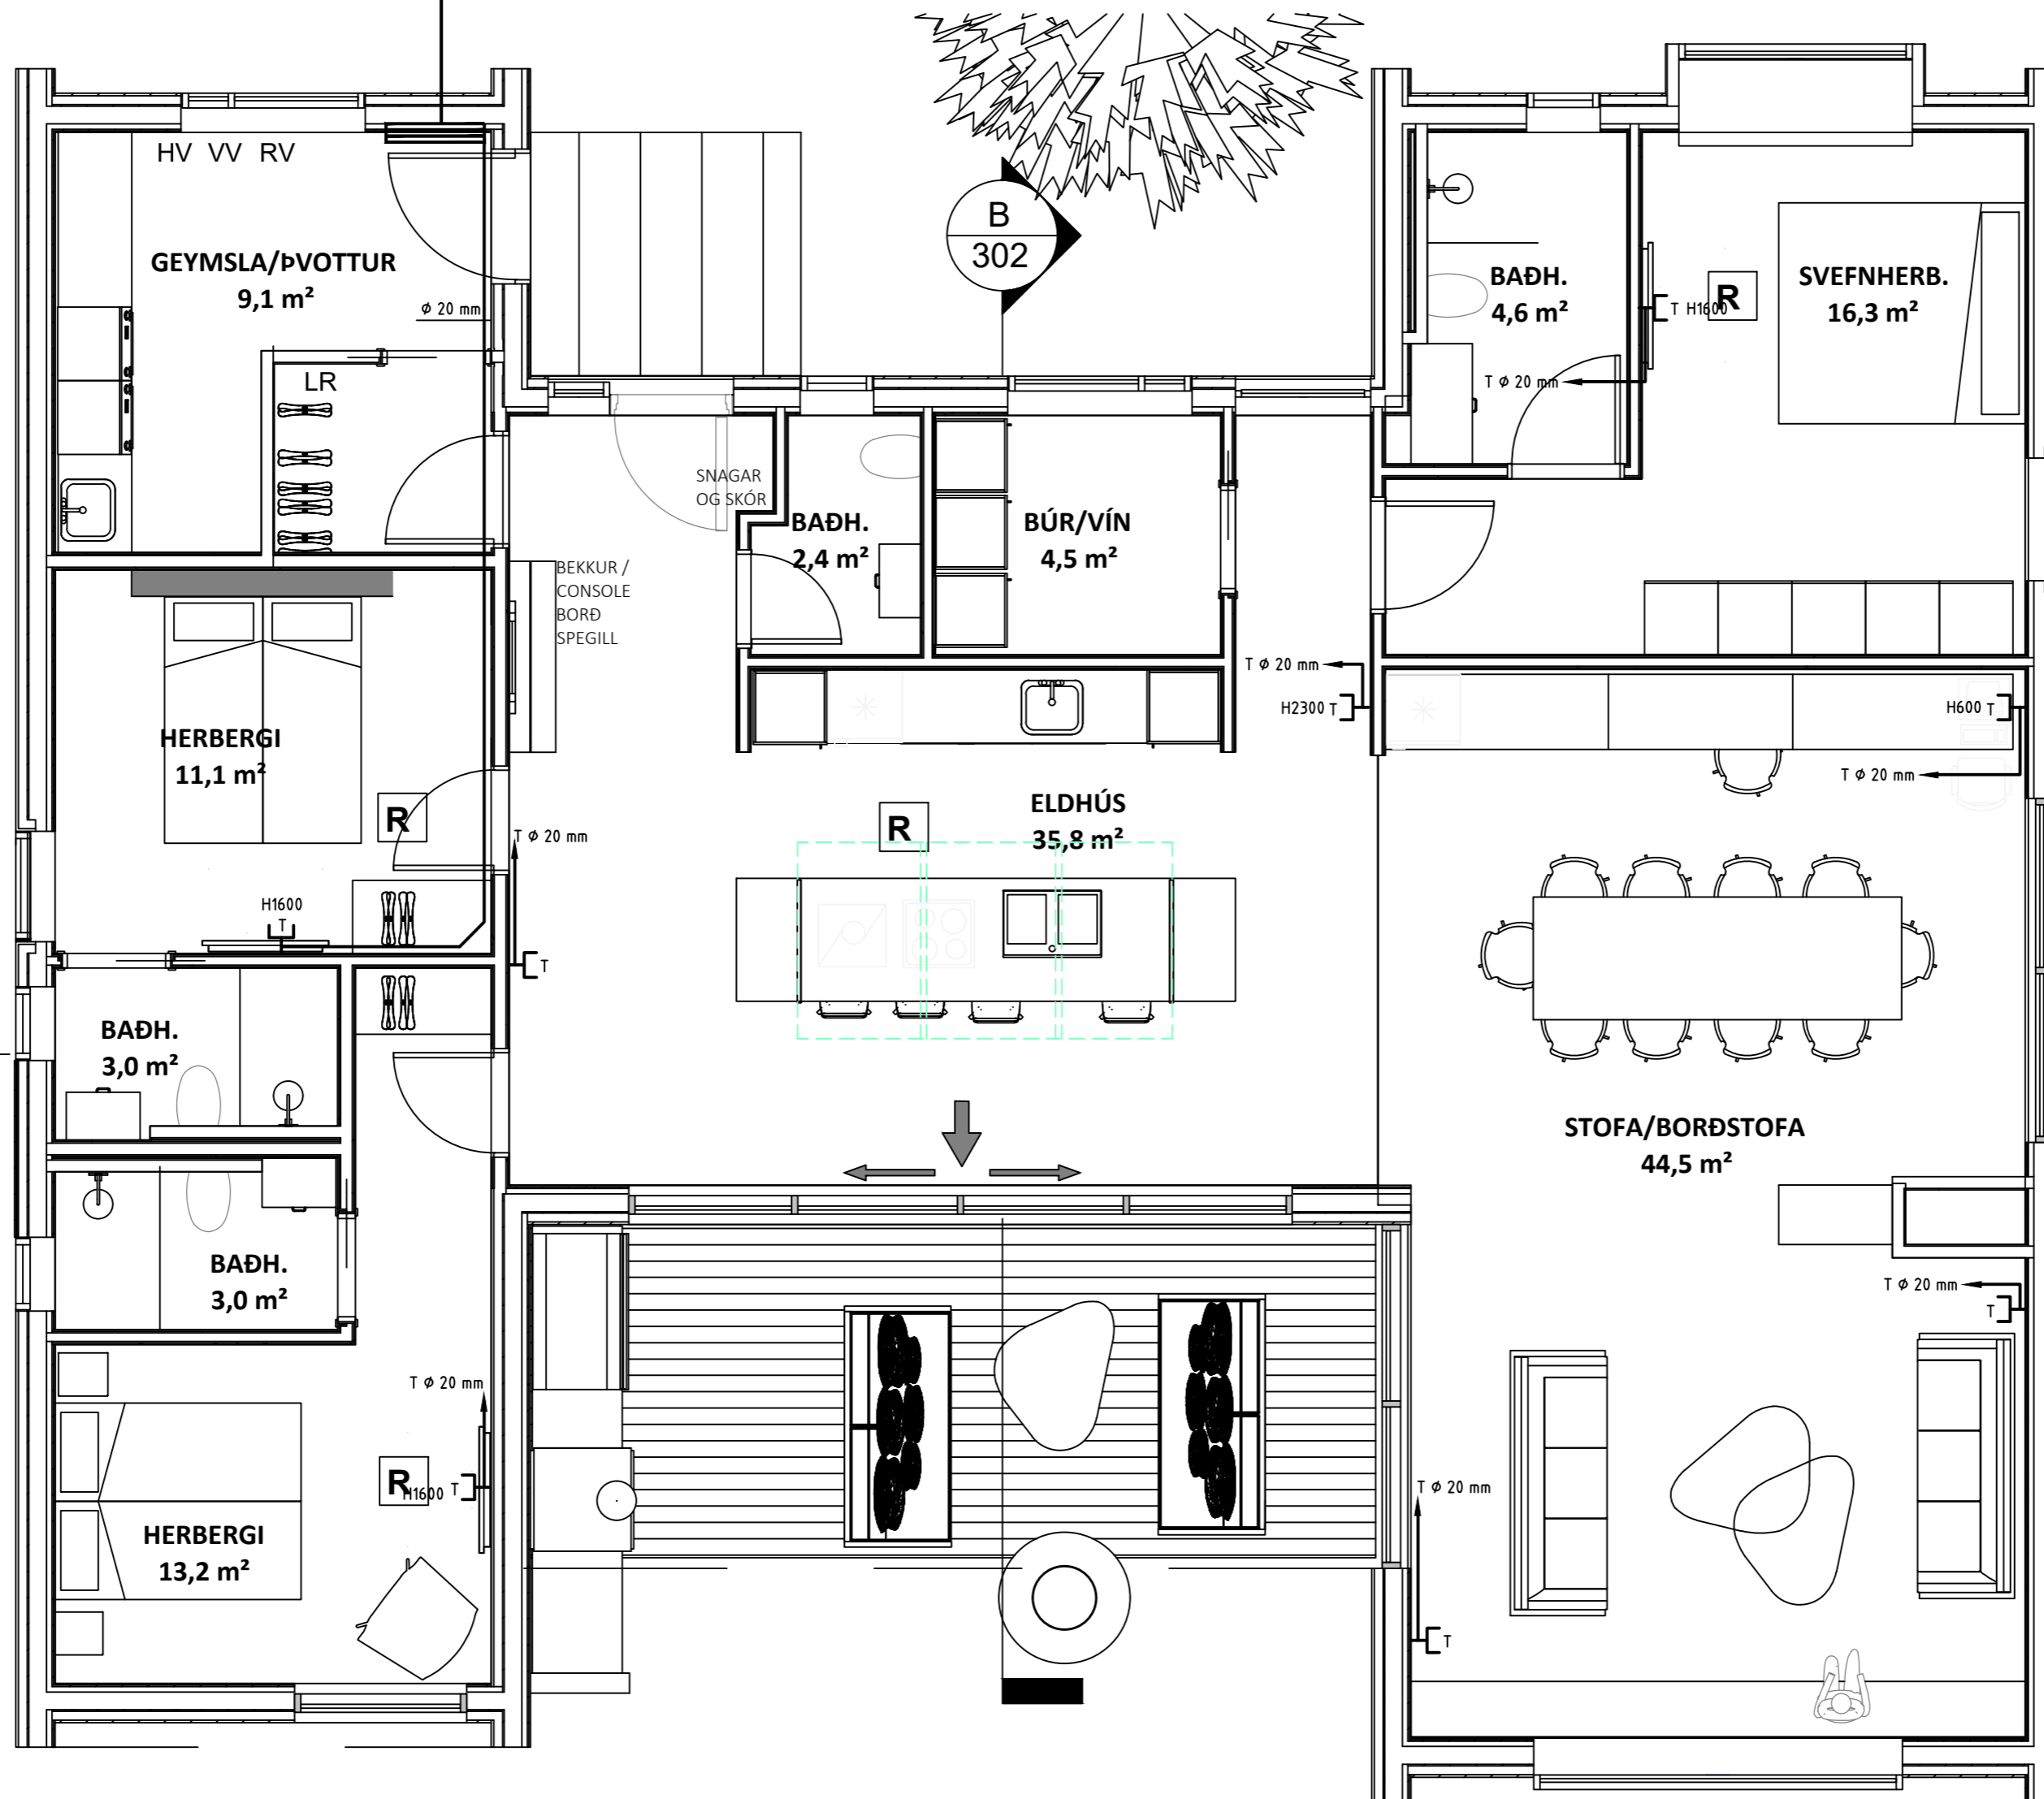 HV VV RV
GEYMSLA/ÞVOTTUR
9,1 m²
ϕ 20 mm
LR
B
302
BAÐH.
4,6 m²
T H1600
R
SVEFNHERB.
16,3 m²
T ϕ 20 mm
SNAGAR
OG SKÓR
BAÐH.
2,4 m²
BÚR/VÍN
4,5 m²
BEKKUR /
CONSOLE
BORÐ
SPEGILL
T ϕ 20 mm
H2300 T
H600 T
T ϕ 20 mm
HERBERGI
11,1 m²
R
H1600
T
T ϕ 20 mm
T
R
ELDHÚS
35,8 m²
BAÐH.
3,0 m²
STOFA/BORÐSTOFA
44,5 m²
BAÐH.
3,0 m²
T ϕ 20 mm
T
T ϕ 20 mm
R
H1600 T
HERBERGI
13,2 m²
T ϕ 20 mm
T